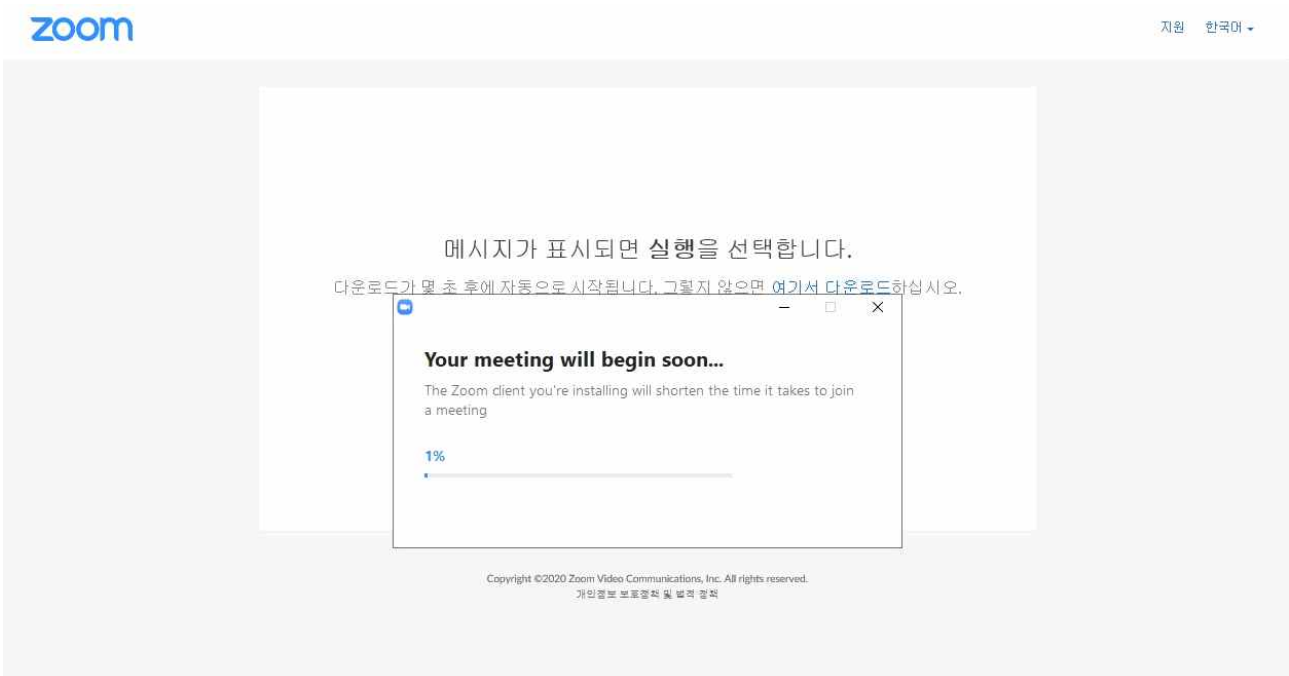 zoom
지원 한국어
메시지가 표시되면 실행을 선택합니다.
다운로드가 몇 초 후에 자동으로 시작됩니다. 그렇지 않으면 여기서 다운로드하십시오.
Your meeting will begin soon...
The Zoom client you're installing will shorten the time it takes to join
a meeting
1%
Copyright ©2020 Zoom Video Communications, Inc. All rights reserved.
개인정보 보호정책 및 법적 정책